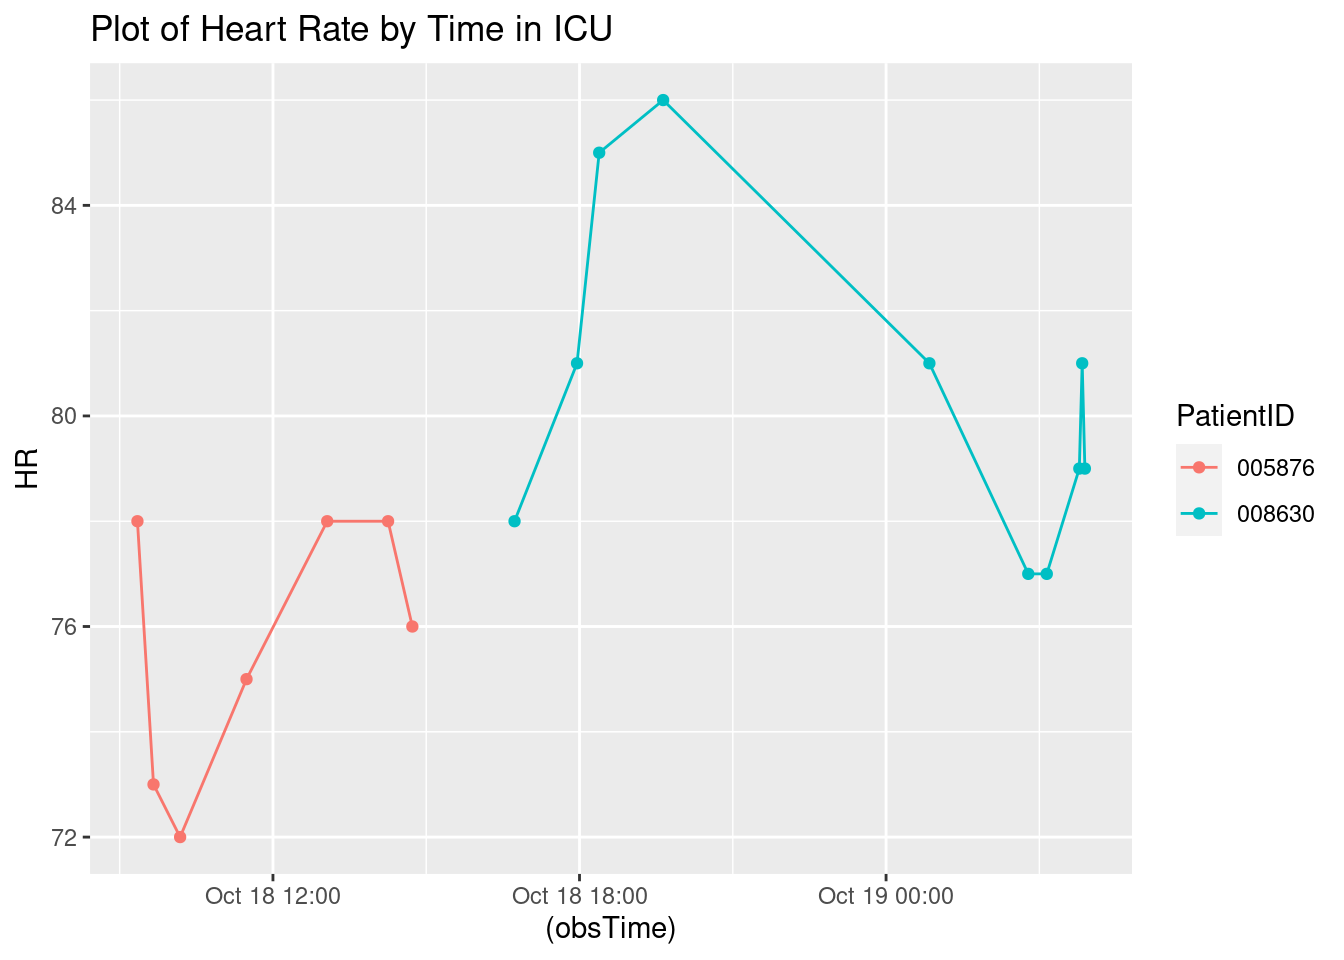 Plot of Heart Rate by Time in ICU
84
80
76
72
HR
Oct 18 12:00
Oct 18 18:00
Oct 19 00:00
(obsTime)
PatientID
005876
008630